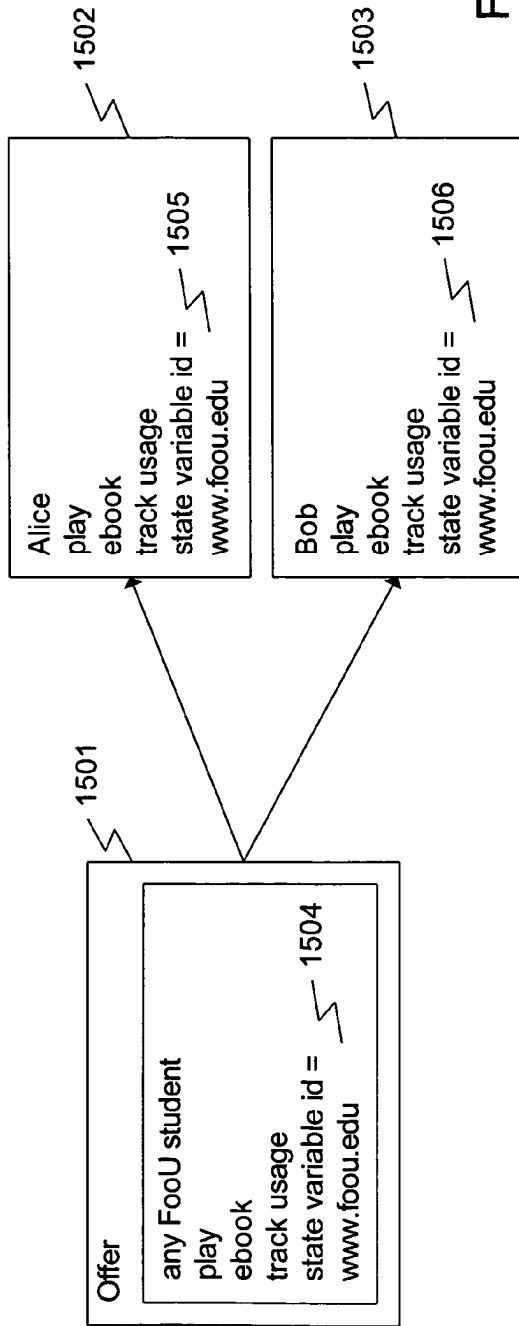 Offer
1501
any FooU student
play
ebook
track usage
state variable id =
www.foou.edu
1504
Alice
play
ebook
track usage
state variable id =
www.foou.edu
1505
1502
Bob
play
ebook
track usage
state variable id =
www.foou.edu
1506
1503